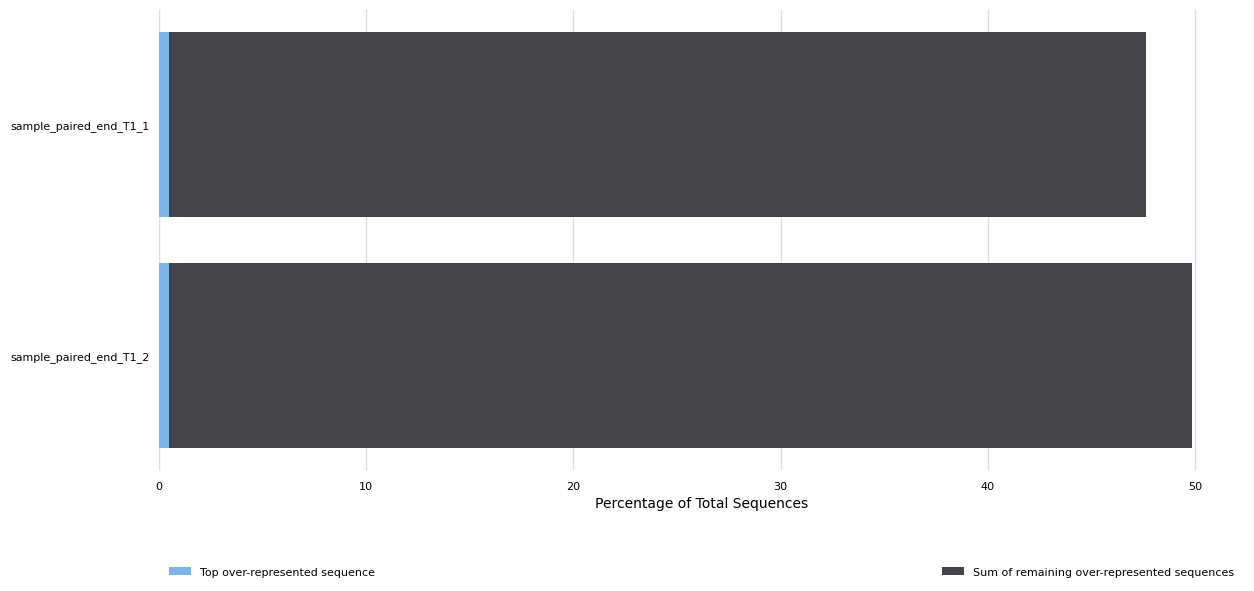 sample_paired_end_T1_1
sample_paired_end_T1_2
0 10 20 30 40 50
Percentage of Total Sequences
Top over-represented sequence
Sum of remaining over-represented sequences